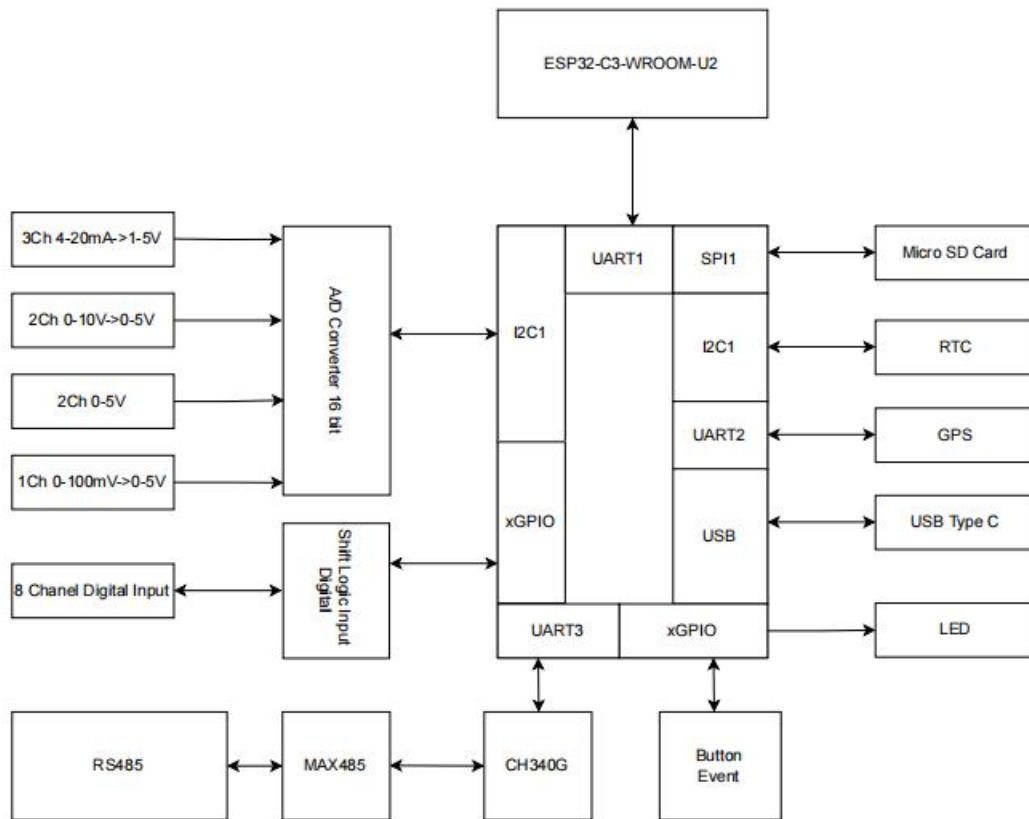 ESP32-C3-WROOM-U2
3Ch 4-20mA->1-5V
2Ch 0-10V->0-5V
2Ch 0-5V
1Ch 0-100mV->0-5V
8 Chanel Digital Input
A/D Converter 16 bit
Shift Logic Input
Digital
I2C1
UART1
SPI1
I2C1
UART2
xGPIO
USB
UART3
xGPIO
Micro SD Card
RTC
GPS
USB Type C
LED
RS485
MAX485
CH340G
Button
Event